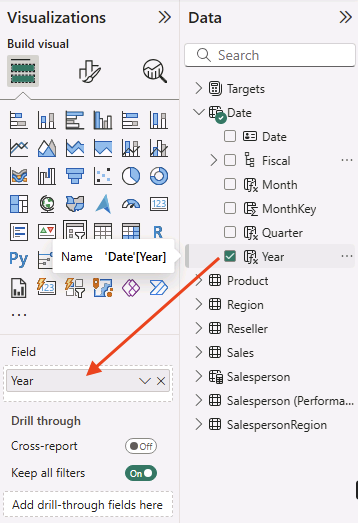 Visualizations
Build visual
123
R
Py
Name 'Date'[Year]
123
...
Field
Year
Drill through
Cross-report
Off
Keep all filters
On
Add drill-through fields here
Data
Search
Targets
Date
Date
Fiscal
...
Month
MonthKey
Quarter
Year
...
Product
Region
Reseller
Sales
Salesperson
Salesperson (Performa...
SalespersonRegion